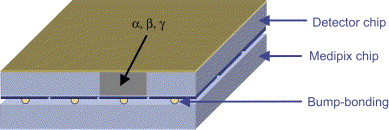 α, β, γ
Detector chip
Medipix chip
Bump-bonding